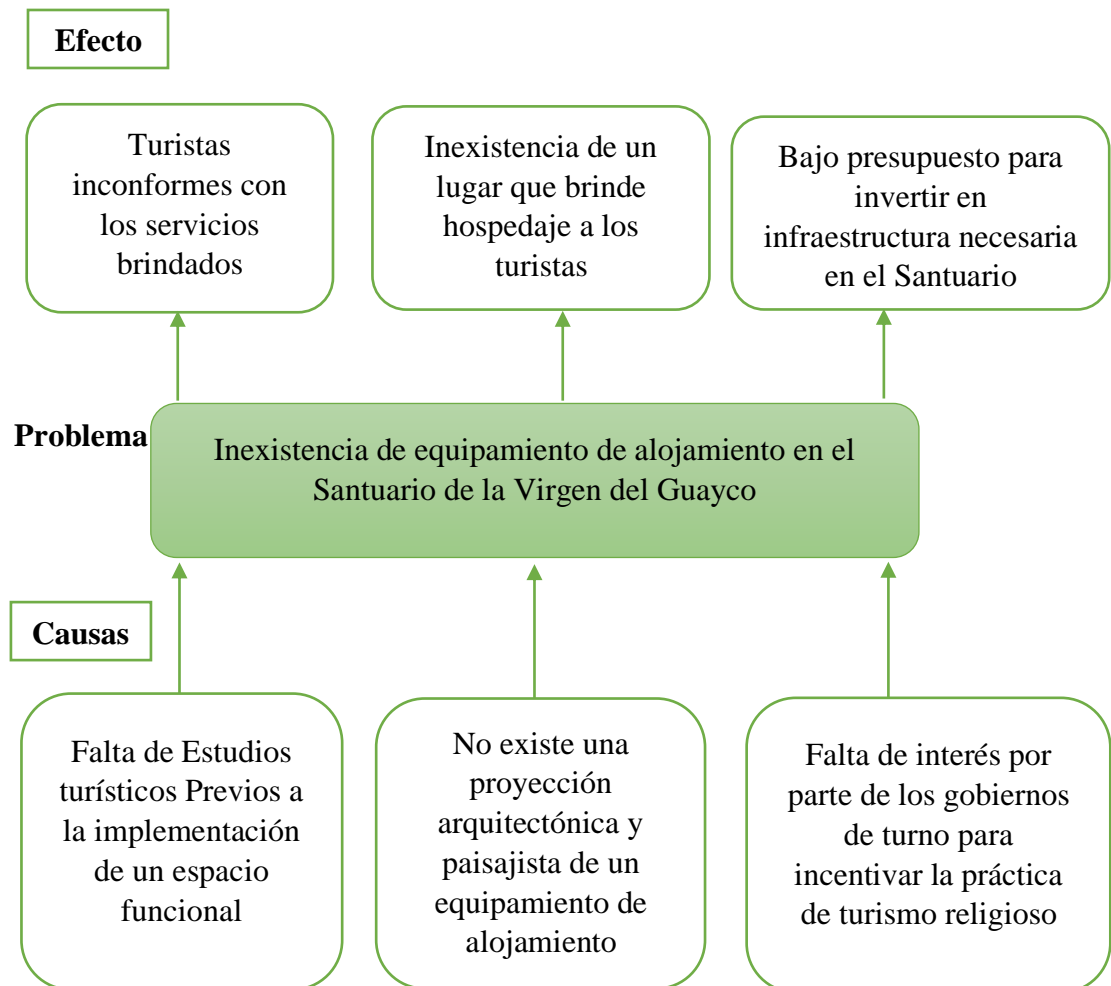 Efecto
Turistas
inconformes con
los servicios
brindados
Inexistencia de un
lugar que brinde
hospedaje a los
turistas
Bajo presupuesto para
invertir en
infraestructura necesaria
en el Santuario
Problema
Inexistencia de equipamiento de alojamiento en el
Santuario de la Virgen del Guayco
Causas
Falta de Estudios
turísticos Previos a
la implementación
de un espacio
funcional
No existe una
proyección
arquitectónica y
paisajista de un
equipamiento de
alojamiento
Falta de interés por
parte de los gobiernos
de turno para
incentivar la práctica
de turismo religioso